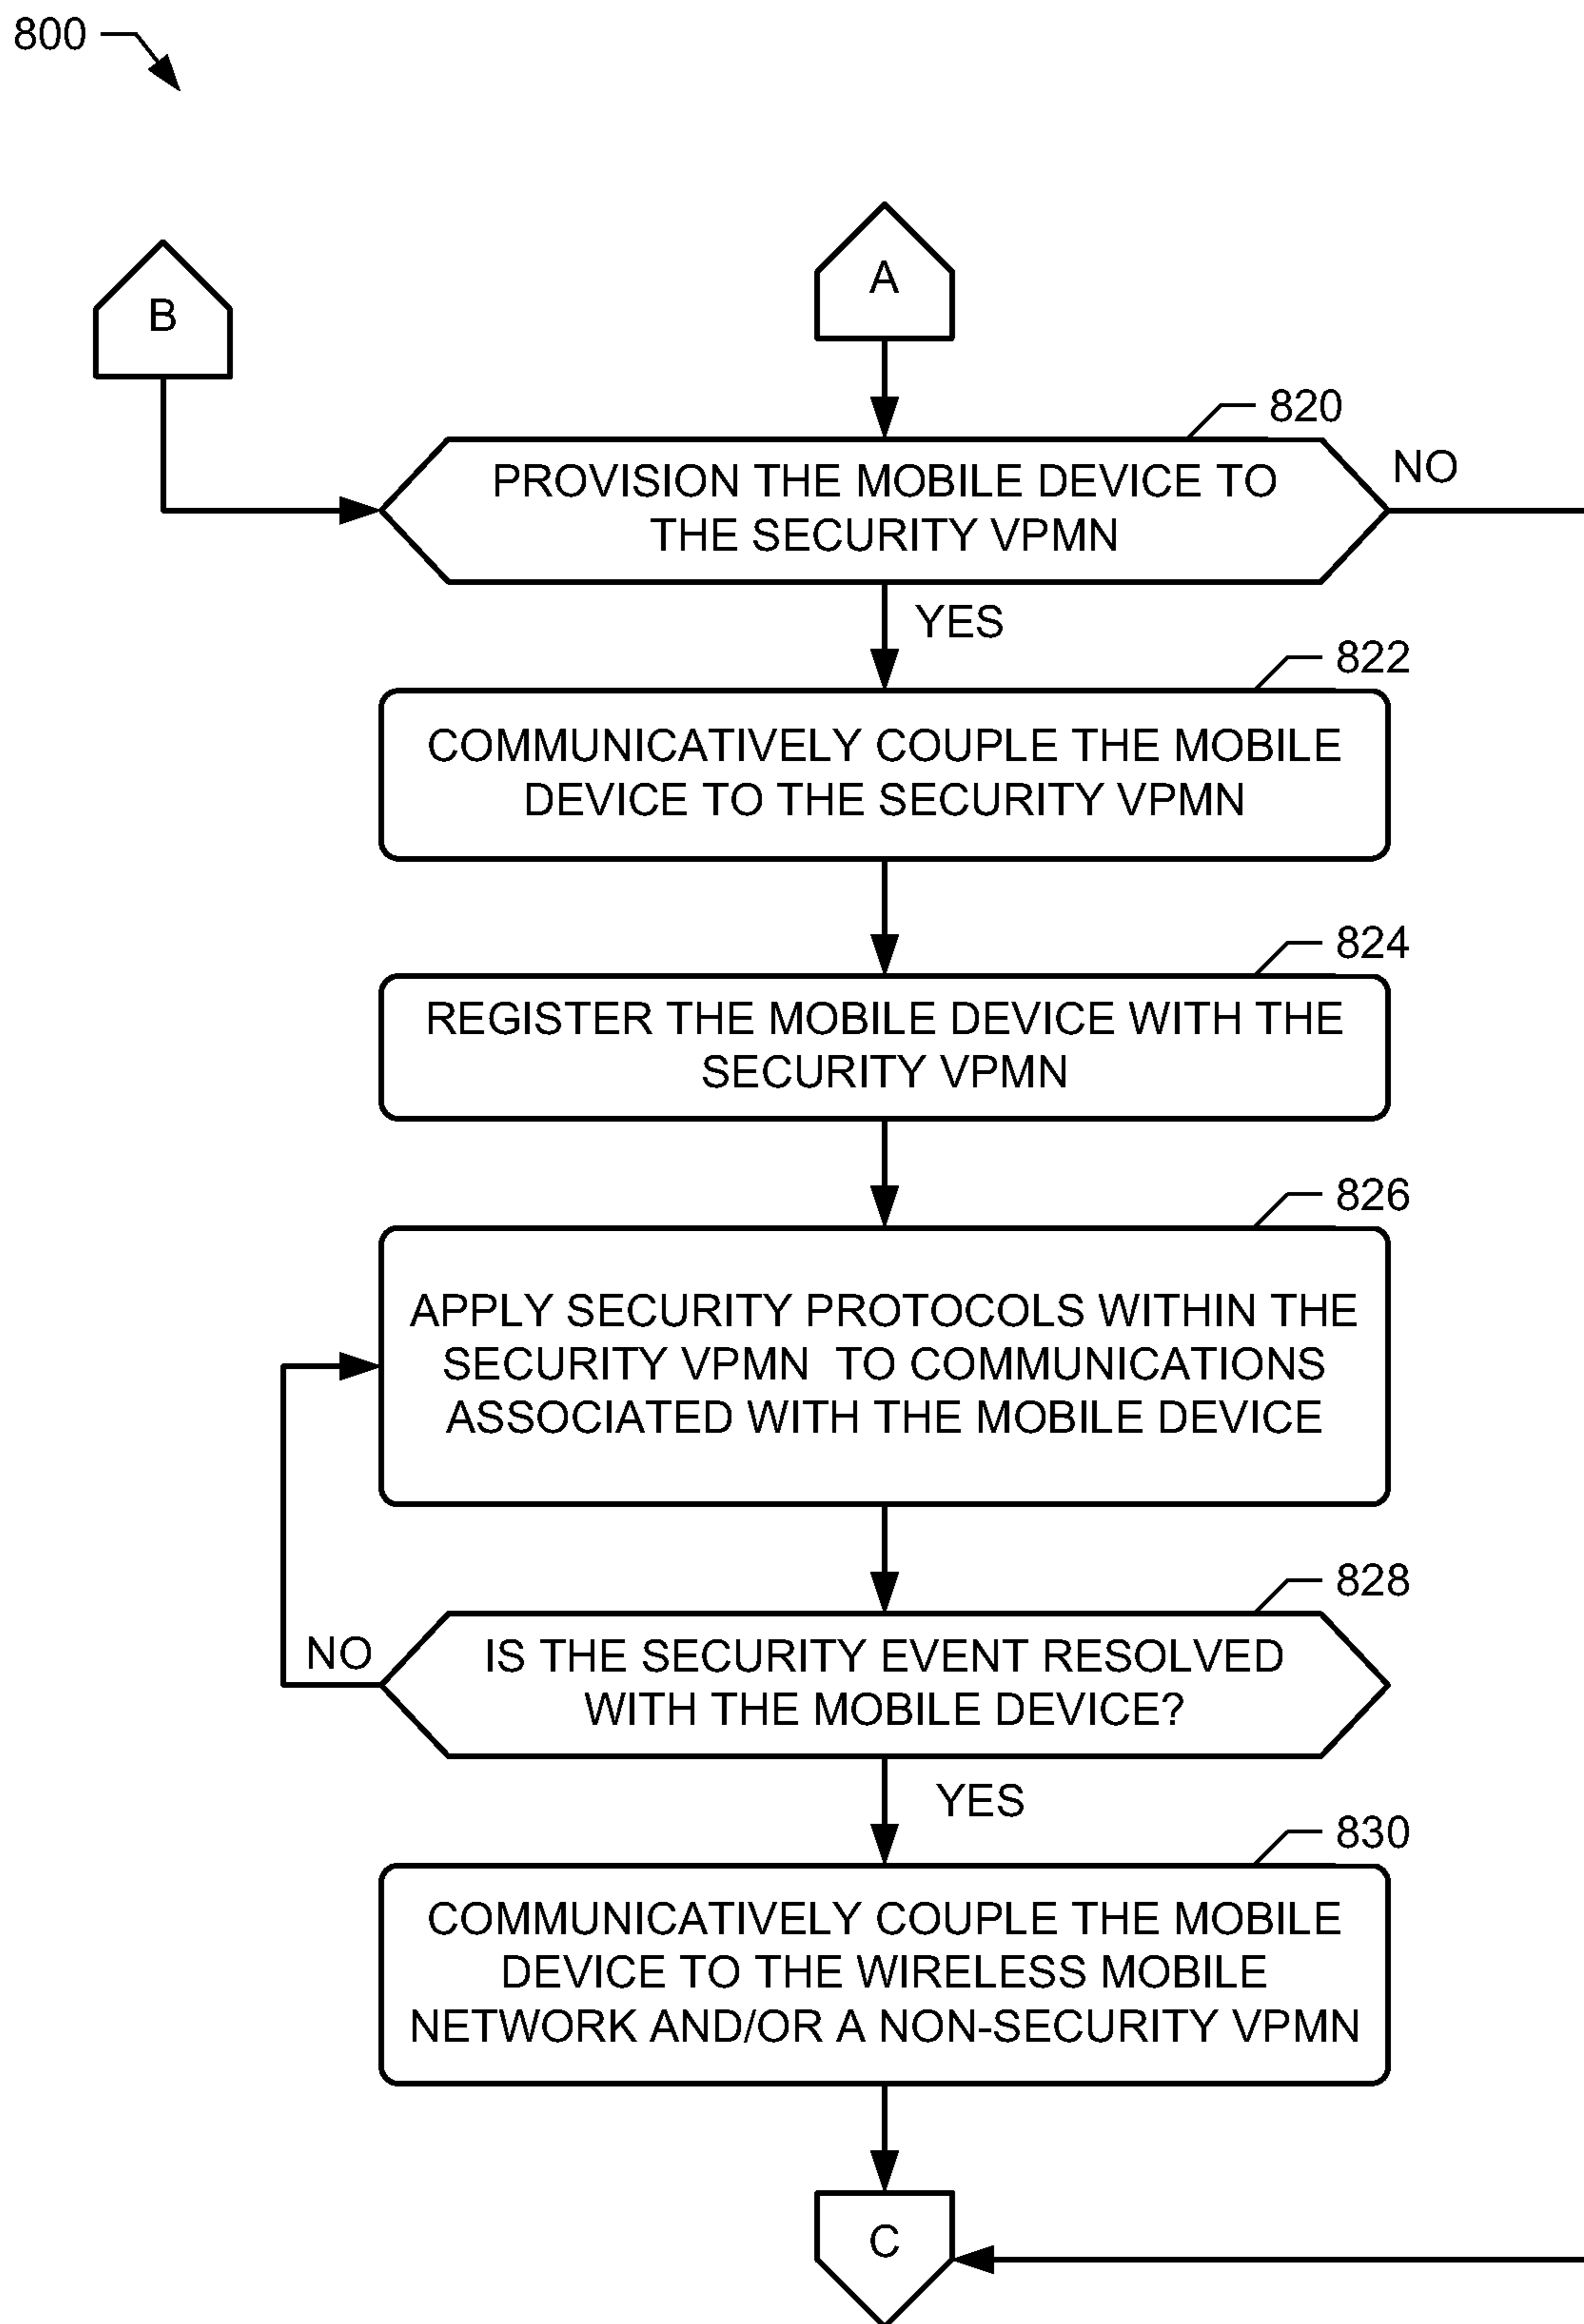 800
B
A
820
PROVISION THE MOBILE DEVICE TO
THE SECURITY VPMN
NO
YES
822
COMMUNICATIVELY COUPLE THE MOBILE
DEVICE TO THE SECURITY VPMN
824
REGISTER THE MOBILE DEVICE WITH THE
SECURITY VPMN
826
APPLY SECURITY PROTOCOLS WITHIN THE
SECURITY VPMN TO COMMUNICATIONS
ASSOCIATED WITH THE MOBILE DEVICE
828
NO
IS THE SECURITY EVENT RESOLVED
WITH THE MOBILE DEVICE?
YES
830
COMMUNICATIVELY COUPLE THE MOBILE
DEVICE TO THE WIRELESS MOBILE
NETWORK AND/OR A NON-SECURITY VPMN
C